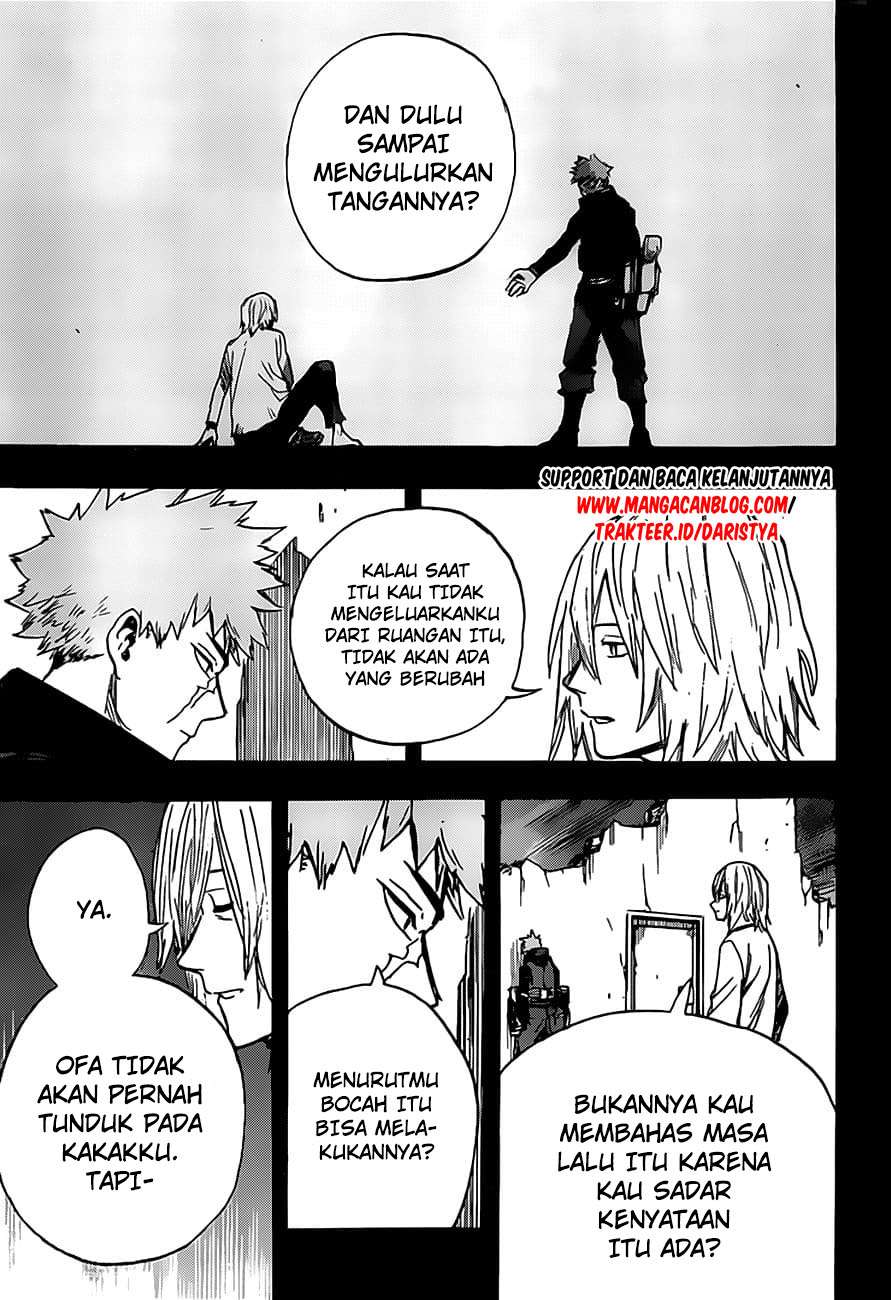 DAN DULU
SAMPAI
MENGULURKAN
TANGANNYA?
SUPPORT DAN BACA KELANJUTANNYA
WWW.MANGACANBLOG.COM/
TRAKTEER.ID/DARISTYA
KALAU SAAT
ITU KAU TIDAK
MENGELUARKANKU
DARI RUANGAN ITU,
TIDAK AKAN ADA
YANG BERUBAH
BUKANNYA KAU
MEMBAHAS MASA
LALU ITU KARENA
KAU SADAR
KENYATAAN
ITU ADA?
MENURUTMU
BOCAH ITU
BISA MELA-
KUKANNYA?
YA.
OFA TIDAK
AKAN PERNAH
TUNDUK PADA
KAKAKKU.
TAPI-